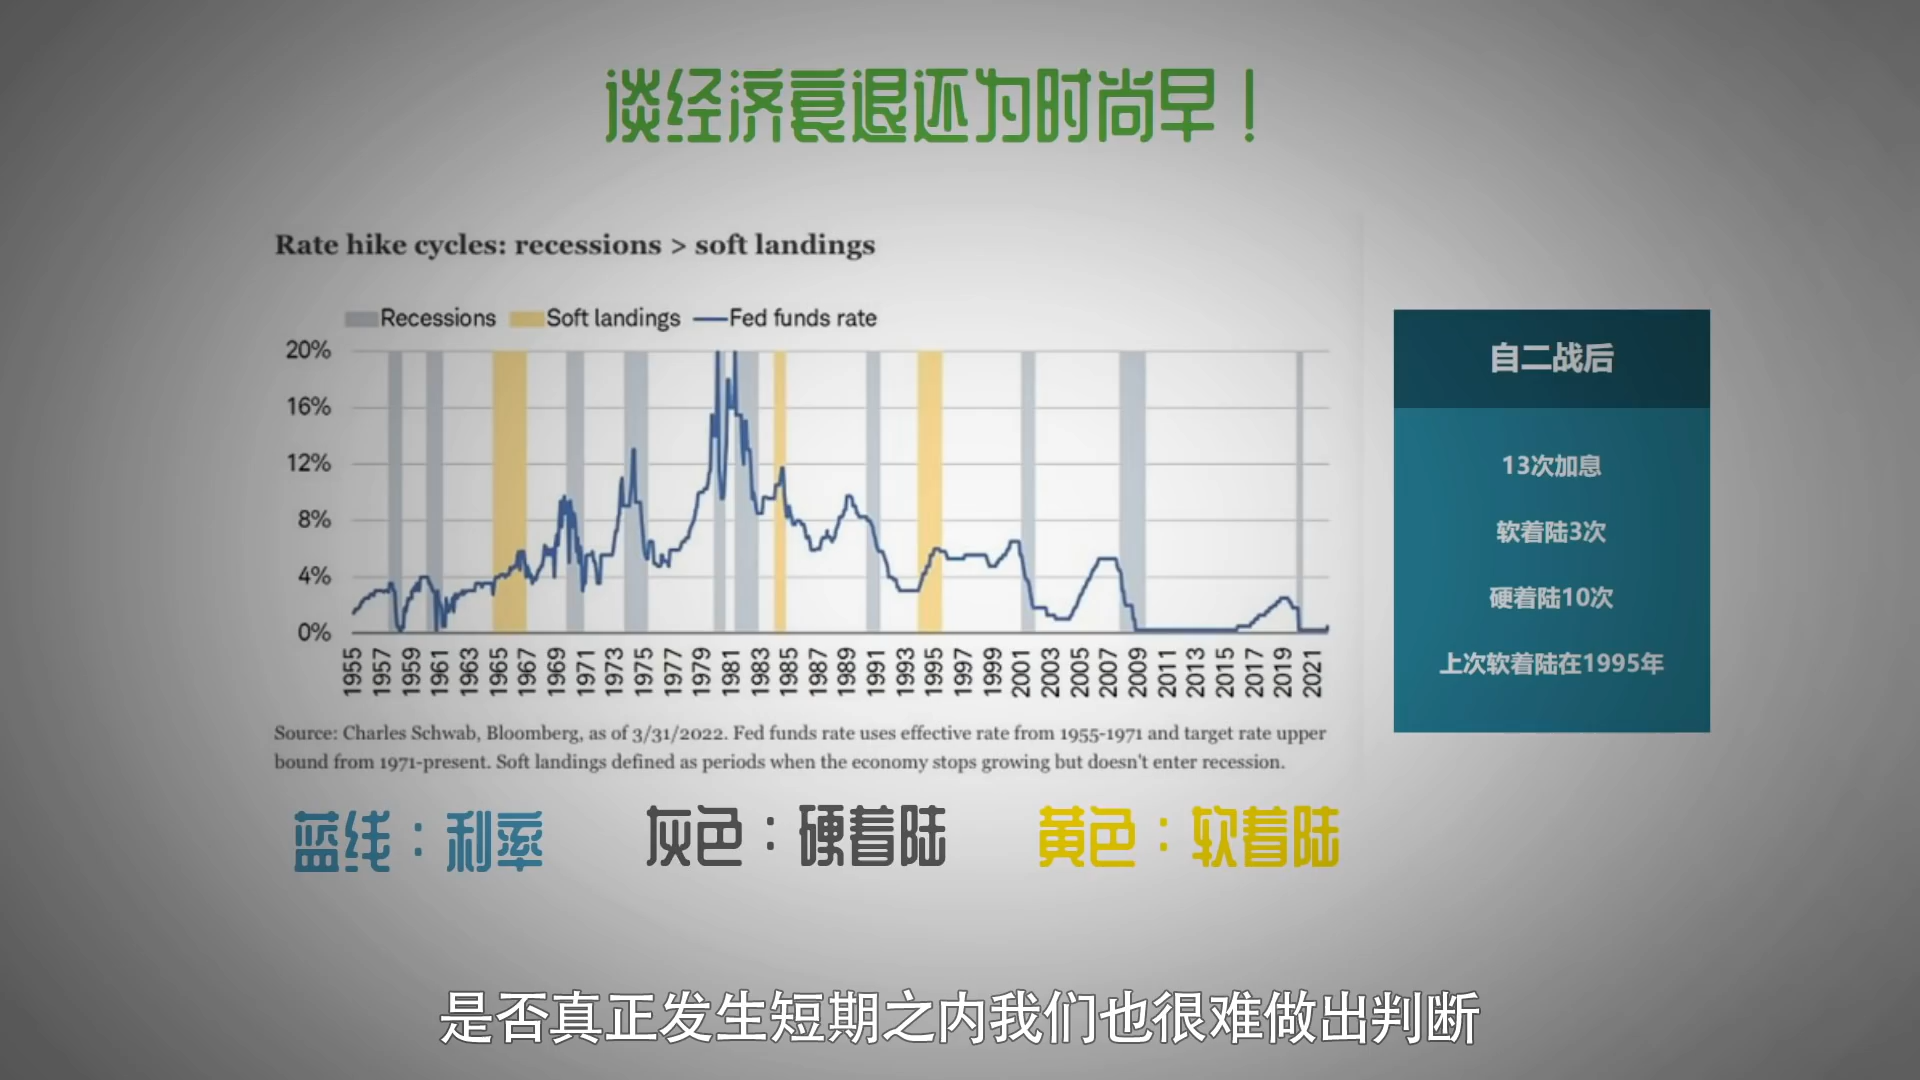 谈经济衰退还为时尚早！
Rate hike cycles: recessions > soft landings
Recessions Soft landings Fed funds rate
20%
16%
12%
8%
4%
0%
1955 1957 1959 1961 1963 1965 1967 1969 1971 1973 1975 1977 1979 1981 1983 1985 1987 1989 1991 1993 1995 1997 1999 2001 2003 2005 2007 2009 2011 2013 2015 2017 2019 2021
Source: Charles Schwab, Bloomberg, as of 3/31/2022. Fed funds rate uses effective rate from 1955-1971 and target rate upper
bound from 1971-present. Soft landings defined as periods when the economy stops growing but doesn't enter recession.
自二战后
13次加息
软着陆3次
硬着陆10次
上次软着陆在1995年
蓝线：利率 灰色：硬着陆 黄色：软着陆
是否真正发生短期之内我们也很难做出判断